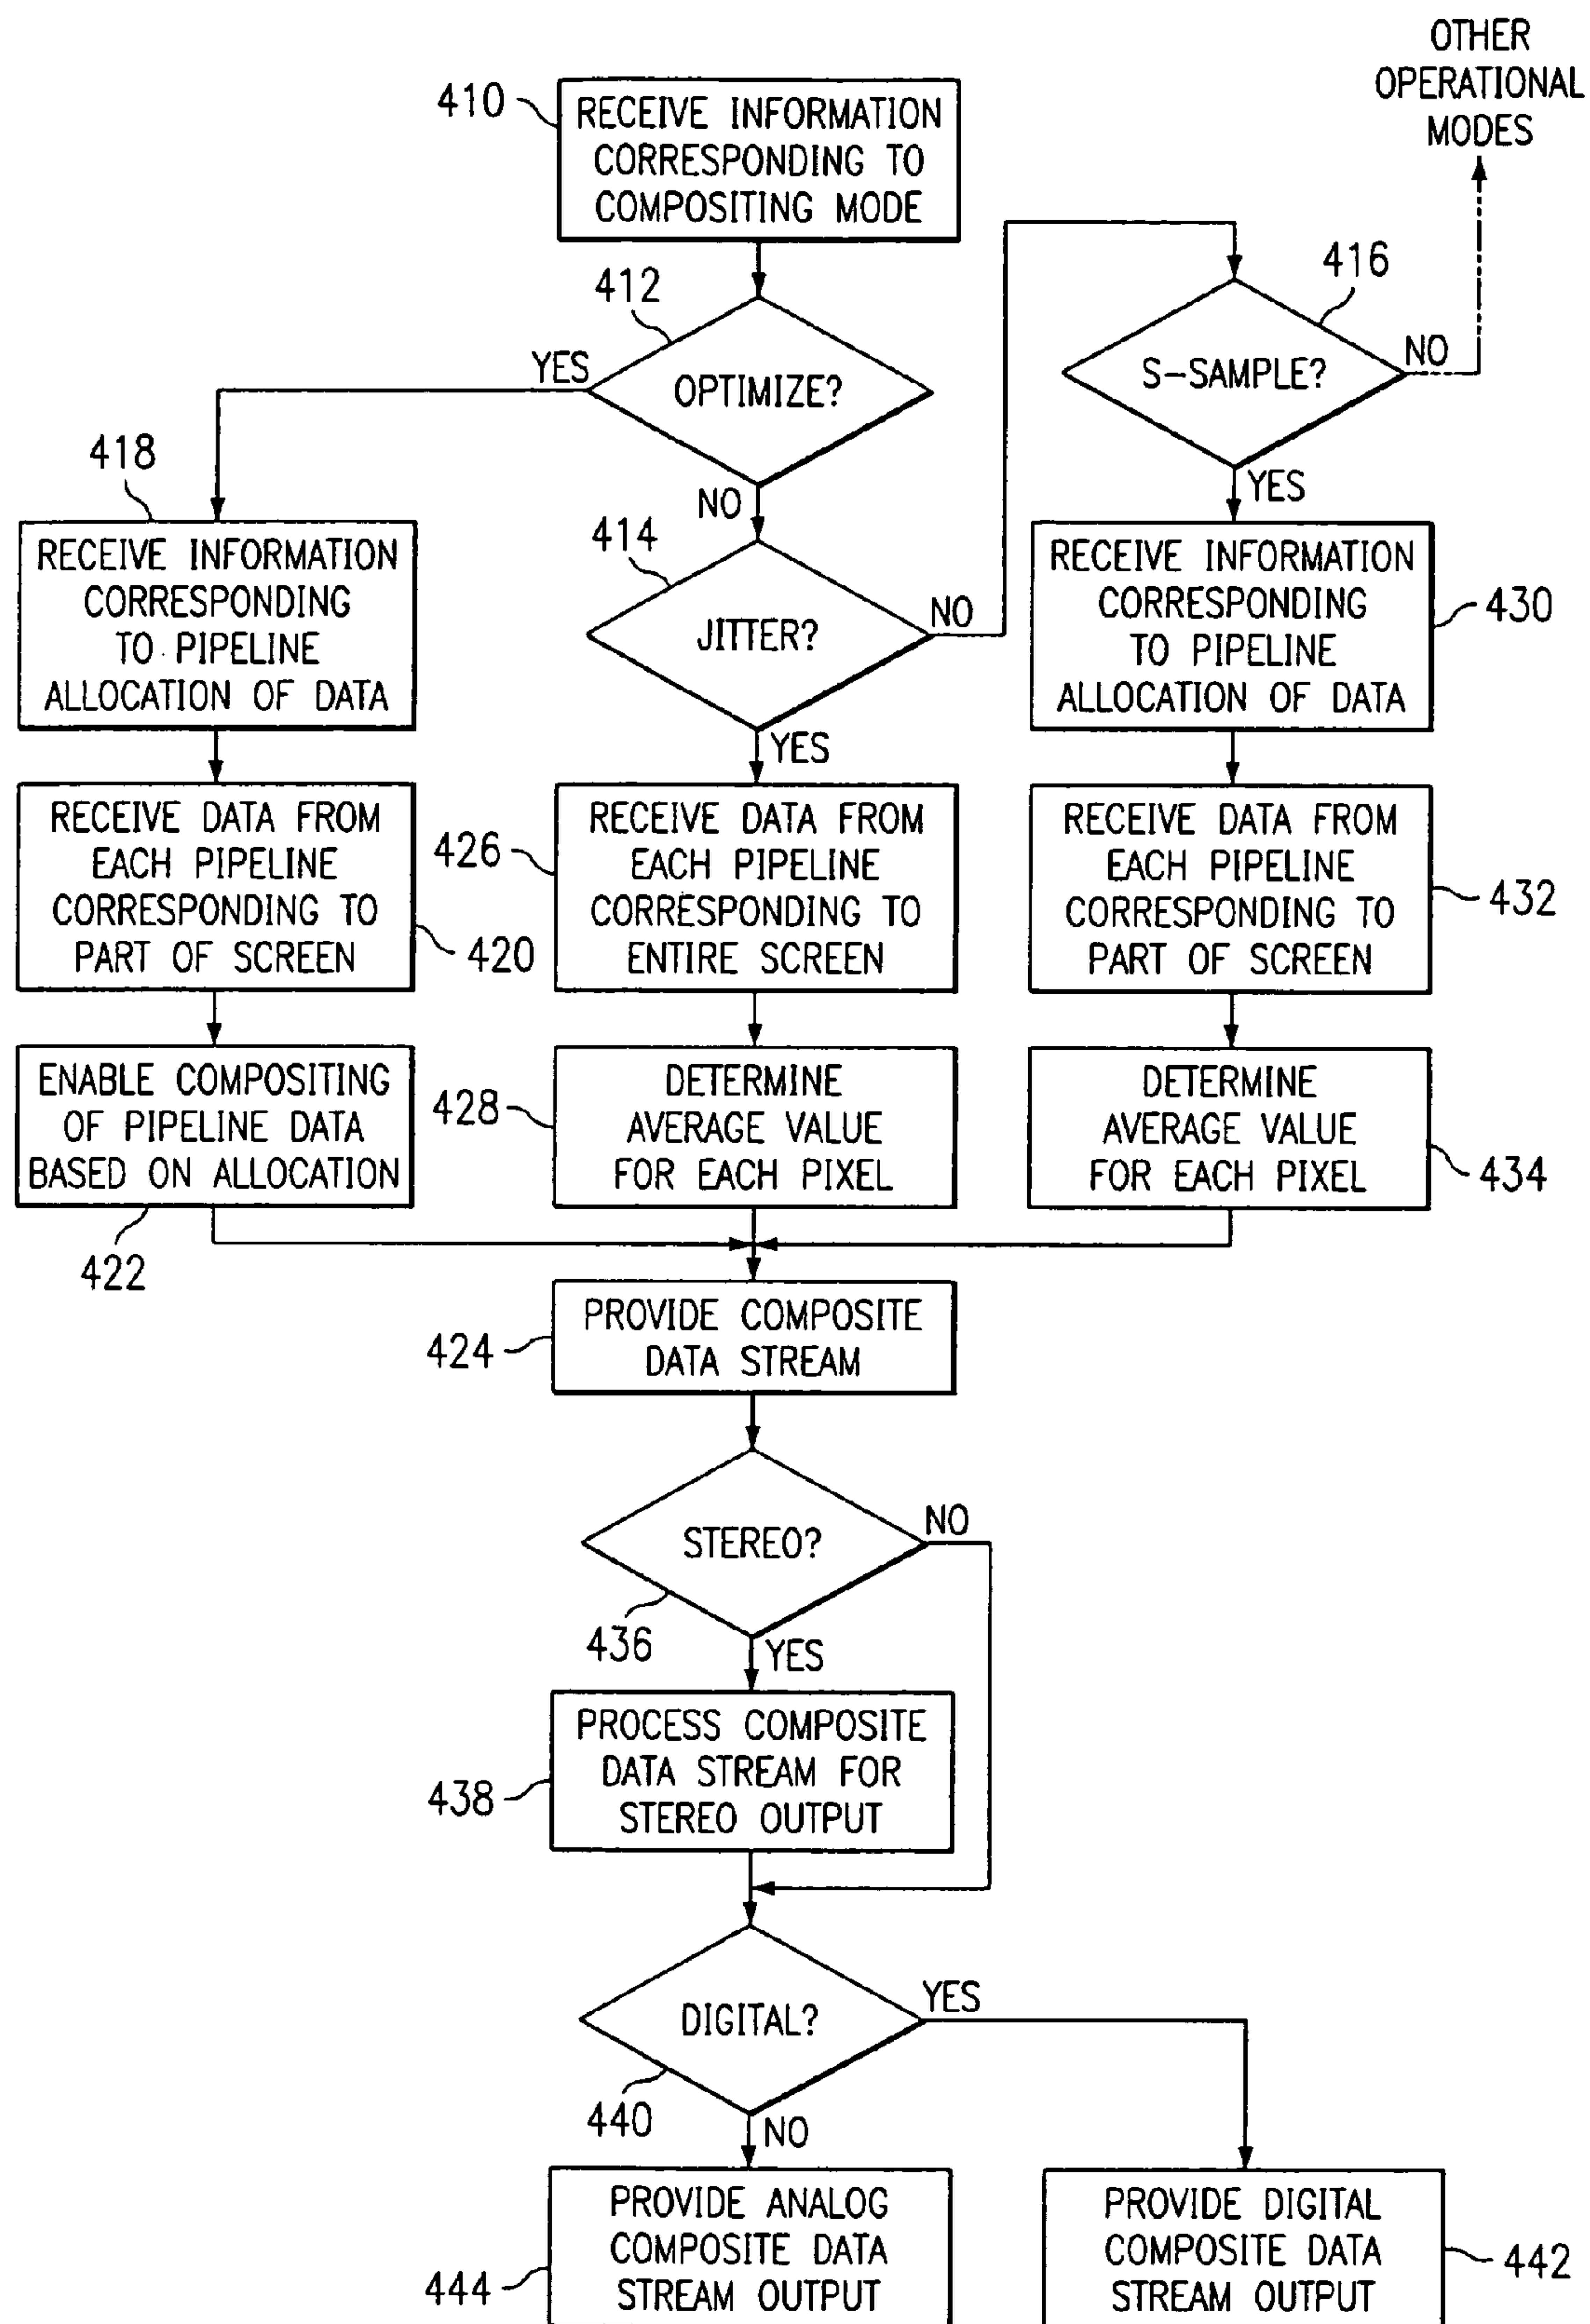 OTHER
OPERATIONAL
MODES
410
RECEIVE INFORMATION
CORRESPONDING TO
COMPOSITING MODE
412
OPTIMIZE?
YES
NO
416
S-SAMPLE?
NO
YES
414
JITTER?
NO
YES
418
RECEIVE INFORMATION
CORRESPONDING
TO PIPELINE
ALLOCATION OF DATA
RECEIVE INFORMATION
CORRESPONDING
TO PIPELINE
ALLOCATION OF DATA
430
RECEIVE DATA FROM
EACH PIPELINE
CORRESPONDING TO
PART OF SCREEN
420
426
RECEIVE DATA FROM
EACH PIPELINE
CORRESPONDING TO
ENTIRE SCREEN
RECEIVE DATA FROM
EACH PIPELINE
CORRESPONDING TO
PART OF SCREEN
432
ENABLE COMPOSITING
OF PIPELINE DATA
BASED ON ALLOCATION
422
428
DETERMINE
AVERAGE VALUE
FOR EACH PIXEL
DETERMINE
AVERAGE VALUE
FOR EACH PIXEL
434
424
PROVIDE COMPOSITE
DATA STREAM
STEREO?
NO
436
YES
438
PROCESS COMPOSITE
DATA STREAM FOR
STEREO OUTPUT
DIGITAL?
YES
440
NO
444
PROVIDE ANALOG
COMPOSITE DATA
STREAM OUTPUT
PROVIDE DIGITAL
COMPOSITE DATA
STREAM OUTPUT
442